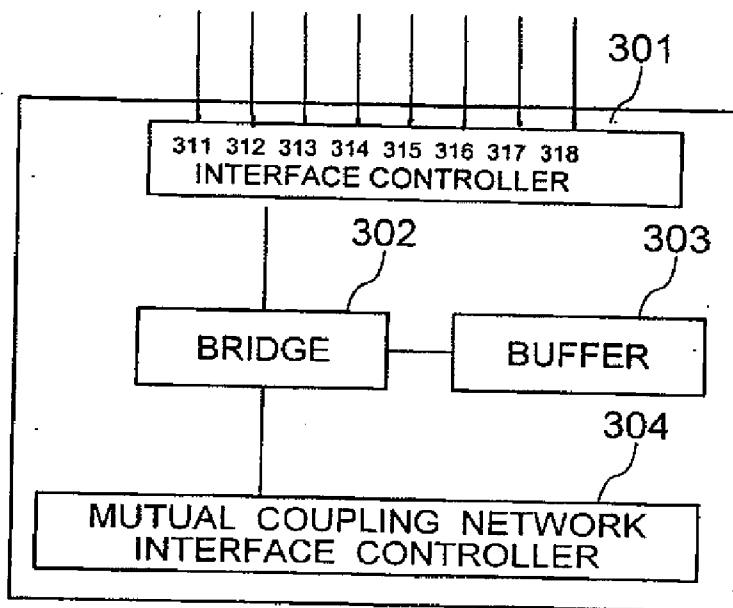 301
311 312 313 314 315 316 317 318
INTERFACE CONTROLLER
302
303
BRIDGE
BUFFER
304
MUTUAL COUPLING NETWORK
INTERFACE CONTROLLER